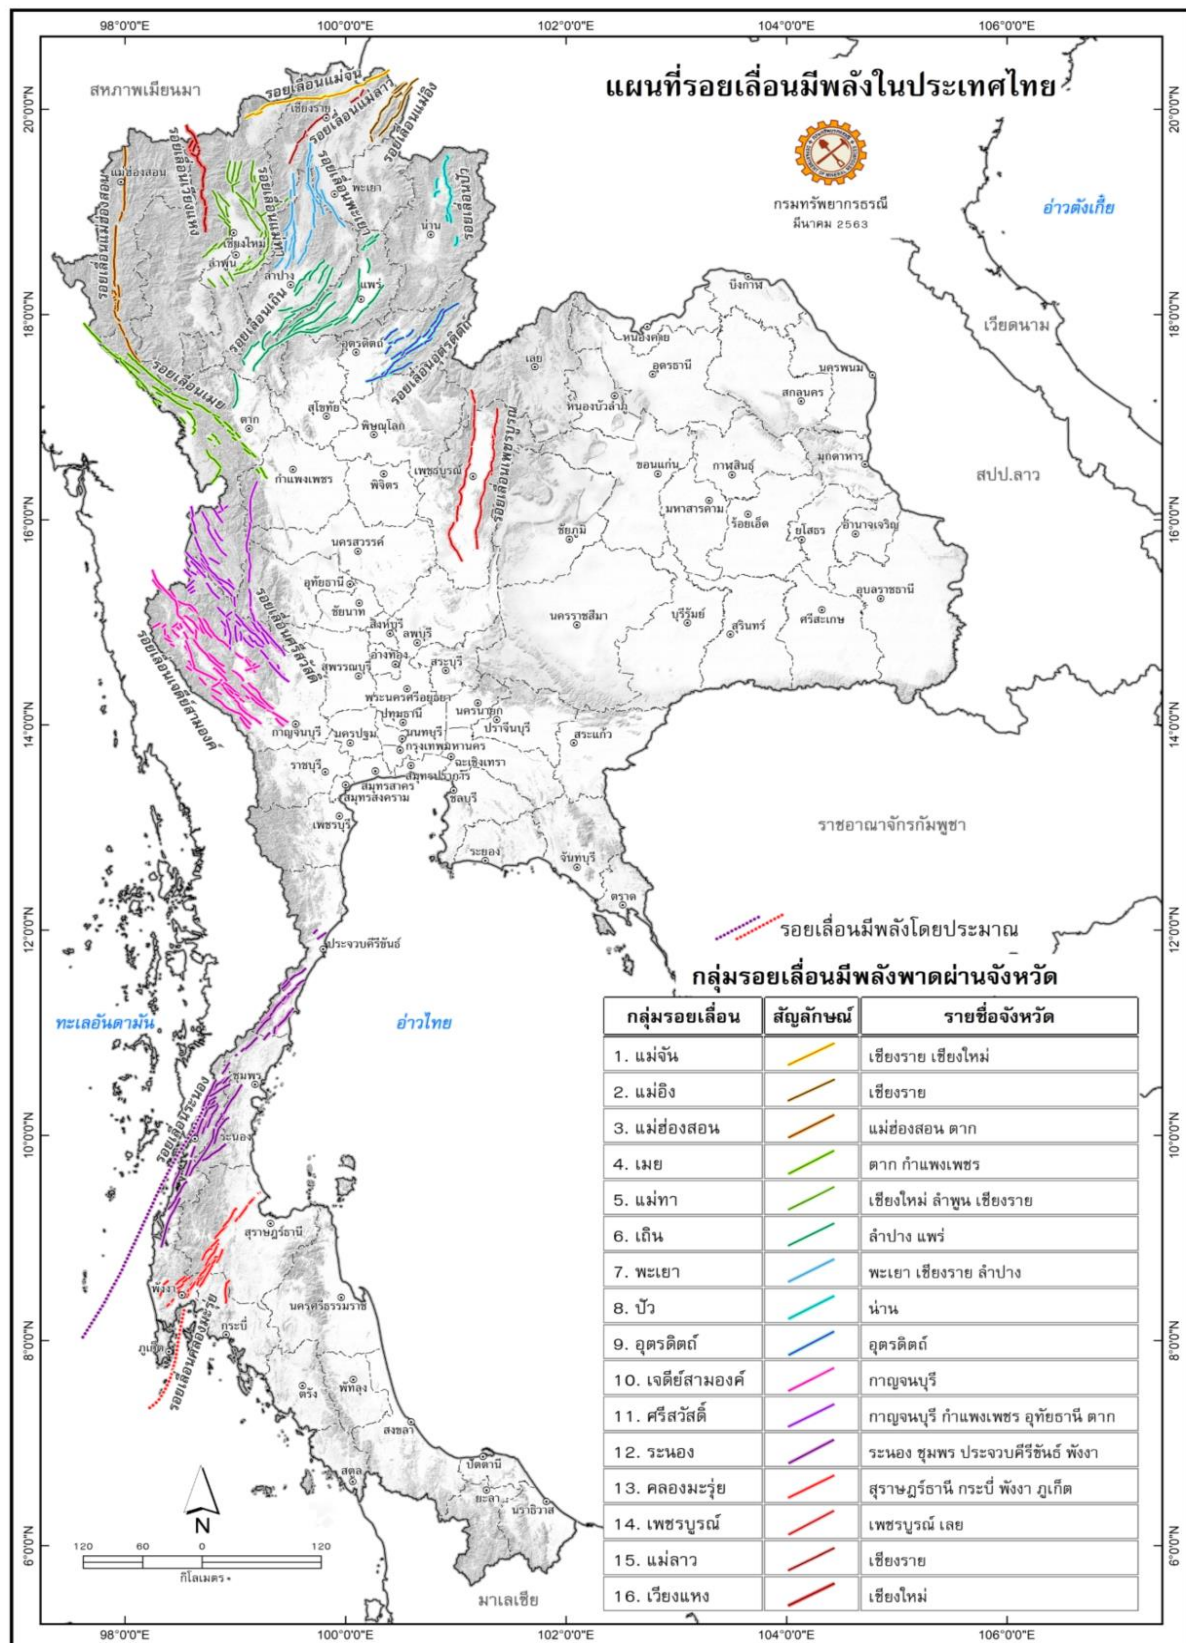 98°0'0"E 100°0'0"E 102°0'0"E 104°0'0"E 106°0'0"E
แผนที่รอยเลื่อนมีพลังในประเทศไทย
กรมทรัพยากรธรณี
มีนาคม 2563
สหภาพเมียนมา
อ่าวตังเกี๋ย
เวียดนาม
สปป.ลาว
ราชอาณาจักรกัมพูชา
ทะเลอันดามัน
อ่าวไทย
มาเลเซีย
20°0'0"N
18°0'0"N
16°0'0"N
14°0'0"N
12°0'0"N
10°0'0"N
8°0'0"N
6°0'0"N
20°0'0"N
18°0'0"N
16°0'0"N
14°0'0"N
12°0'0"N
10°0'0"N
8°0'0"N
6°0'0"N
รอยเลื่อนแม่จัน
รอยเลื่อนแม่ลาว
รอยเลื่อนแม่อิง
รอยเลื่อนเวียงแหง
รอยเลื่อนแม่ฮ่องสอน
รอยเลื่อนแม่ทา
รอยเลื่อนพะเยา
รอยเลื่อนปัว
รอยเลื่อนเถิน
รอยเลื่อนอุตรดิตถ์
รอยเลื่อนเมย
รอยเลื่อนเพชรบูรณ์
รอยเลื่อนศรีสวัสดิ์
รอยเลื่อนเจดีย์สามองค์
รอยเลื่อนระนอง
รอยเลื่อนคลองมะรุ่ย
เชียงราย
แม่ฮ่องสอน
พะเยา
น่าน
เชียงใหม่
ลำพูน
ลำปาง
แพร่
อุตรดิตถ์
บึงกาฬ
หนองคาย
เลย
อุดรธานี
นครพนม
สกลนคร
หนองบัวลำภู
สุโขทัย
ตาก
พิษณุโลก
มุกดาหาร
กำแพงเพชร
พิจิตร
เพชรบูรณ์
ขอนแก่น
กาฬสินธุ์
มหาสารคาม
ร้อยเอ็ด
ยโสธร
อำนาจเจริญ
ชัยภูมิ
นครสวรรค์
อุทัยธานี
ชัยนาท
สิงห์บุรี
ลพบุรี
นครราชสีมา
บุรีรัมย์
สุรินทร์
ศรีสะเกษ
อุบลราชธานี
อ่างทอง
สุพรรณบุรี
สระบุรี
พระนครศรีอยุธยา
นครนายก
ปทุมธานี
ปราจีนบุรี
กาญจนบุรี
นครปฐม
นนทบุรี
กรุงเทพมหานคร
สระแก้ว
ฉะเชิงเทรา
ราชบุรี
สมุทรปราการ
สมุทรสาคร
สมุทรสงคราม
ชลบุรี
เพชรบุรี
ระยอง
จันทบุรี
ตราด
ประจวบคีรีขันธ์
ชุมพร
ระนอง
สุราษฎร์ธานี
พังงา
นครศรีธรรมราช
กระบี่
ภูเก็ต
ตรัง
พัทลุง
สงขลา
สตูล
ปัตตานี
ยะลา
นราธิวาส
รอยเลื่อนมีพลังโดยประมาณ
กลุ่มรอยเลื่อนมีพลังพาดผ่านจังหวัด
กลุ่มรอยเลื่อน สัญลักษณ์ รายชื่อจังหวัด
1. แม่จัน เชียงราย เชียงใหม่
2. แม่อิง เชียงราย
3. แม่ฮ่องสอน แม่ฮ่องสอน ตาก
4. เมย ตาก กำแพงเพชร
5. แม่ทา เชียงใหม่ ลำพูน เชียงราย
6. เถิน ลำปาง แพร่
7. พะเยา พะเยา เชียงราย ลำปาง
8. ปัว น่าน
9. อุตรดิตถ์ อุตรดิตถ์
10. เจดีย์สามองค์ กาญจนบุรี
11. ศรีสวัสดิ์ กาญจนบุรี กำแพงเพชร อุทัยธานี ตาก
12. ระนอง ระนอง ชุมพร ประจวบคีรีขันธ์ พังงา
13. คลองมะรุ่ย สุราษฎร์ธานี กระบี่ พังงา ภูเก็ต
14. เพชรบูรณ์ เพชรบูรณ์ เลย
15. แม่ลาว เชียงราย
16. เวียงแหง เชียงใหม่
N
120 60 0 120
กิโลเมตร
98°0'0"E 100°0'0"E 102°0'0"E 104°0'0"E 106°0'0"E